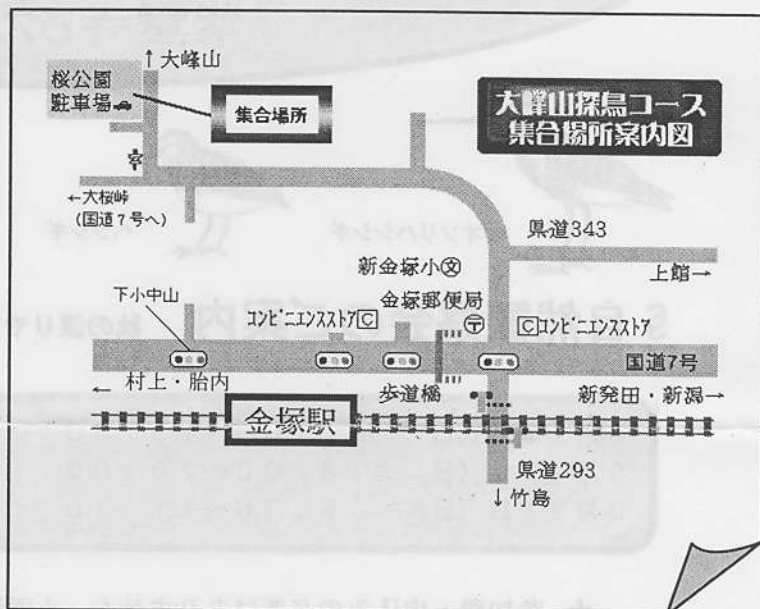 ↑大峰山
桜公園
駐車場
集合場所
大峰山探鳥コース
集合場所案内図
←大桜峠
(国道7号へ)
県道343
上館→
新金塚小文
金塚郵便局
下小中山
コンビニエンスストアC
〒
Cコンビニエンスストア
国道7号
←
村上・胎内
歩道橋
新発田・新潟→
金塚駅
県道293
↓竹島